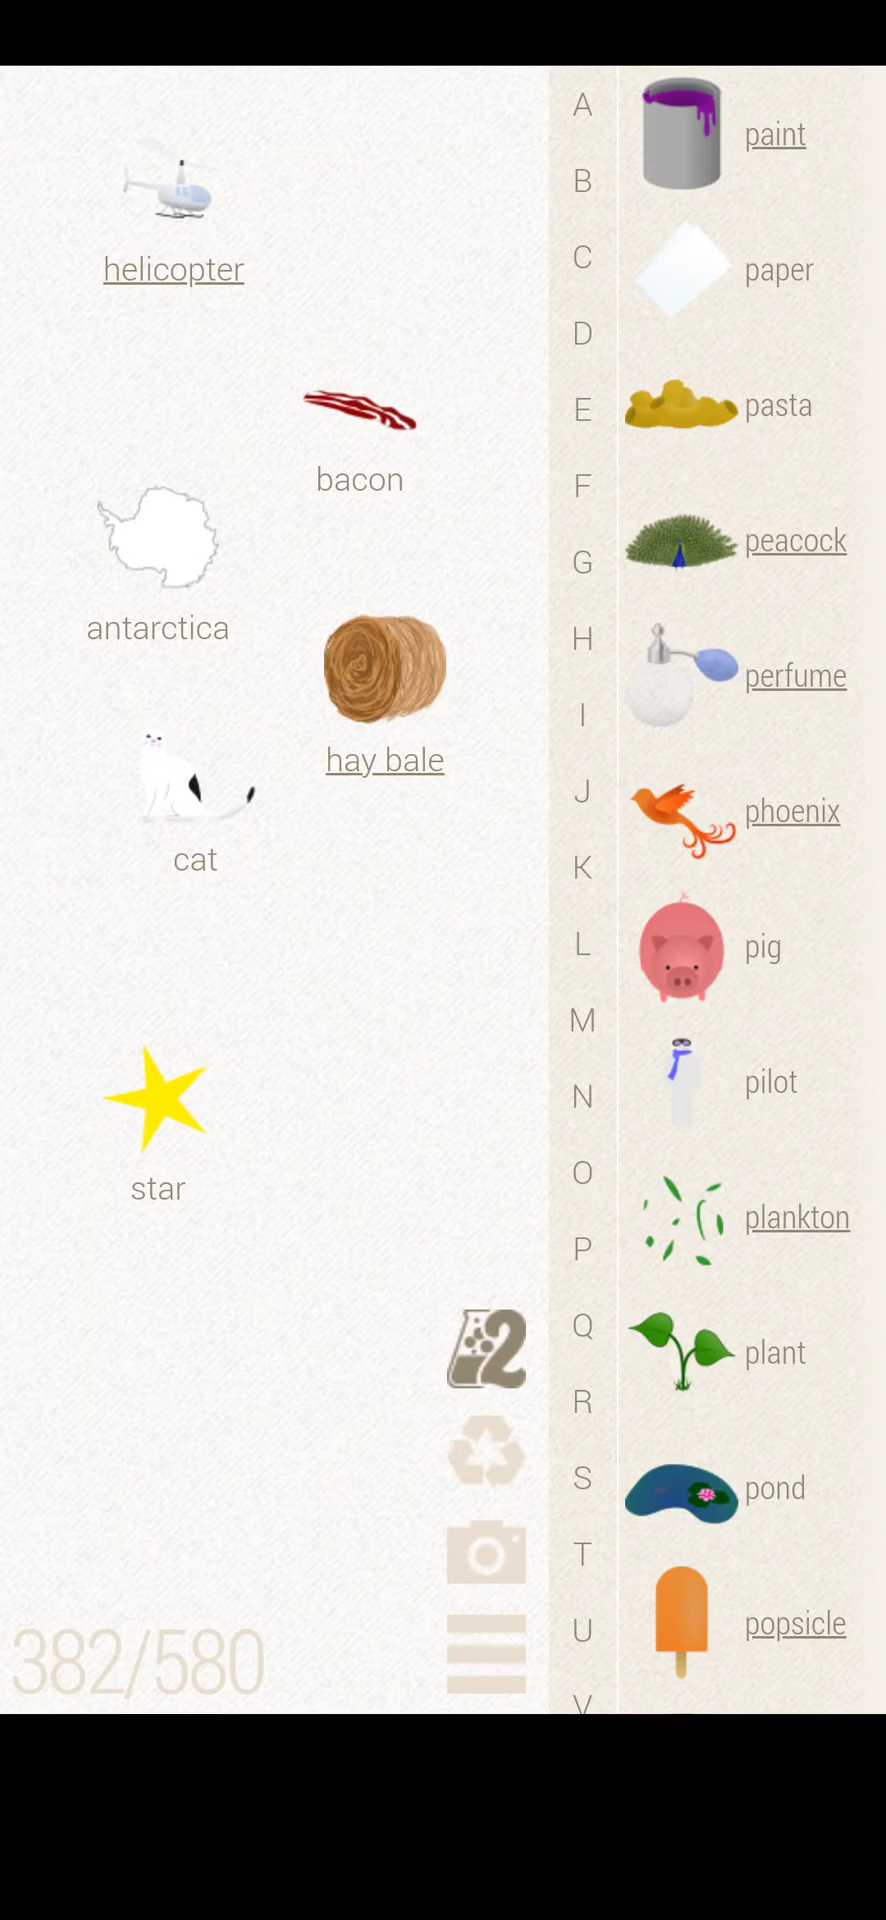 helicopter
bacon
antarctica
hay bale
cat
star
2
382/580
A
B
C
D
E
F
G
H
I
J
K
L
M
N
O
P
Q
R
S
T
U
V
paint
paper
pasta
peacock
perfume
phoenix
pig
pilot
plankton
plant
pond
popsicle